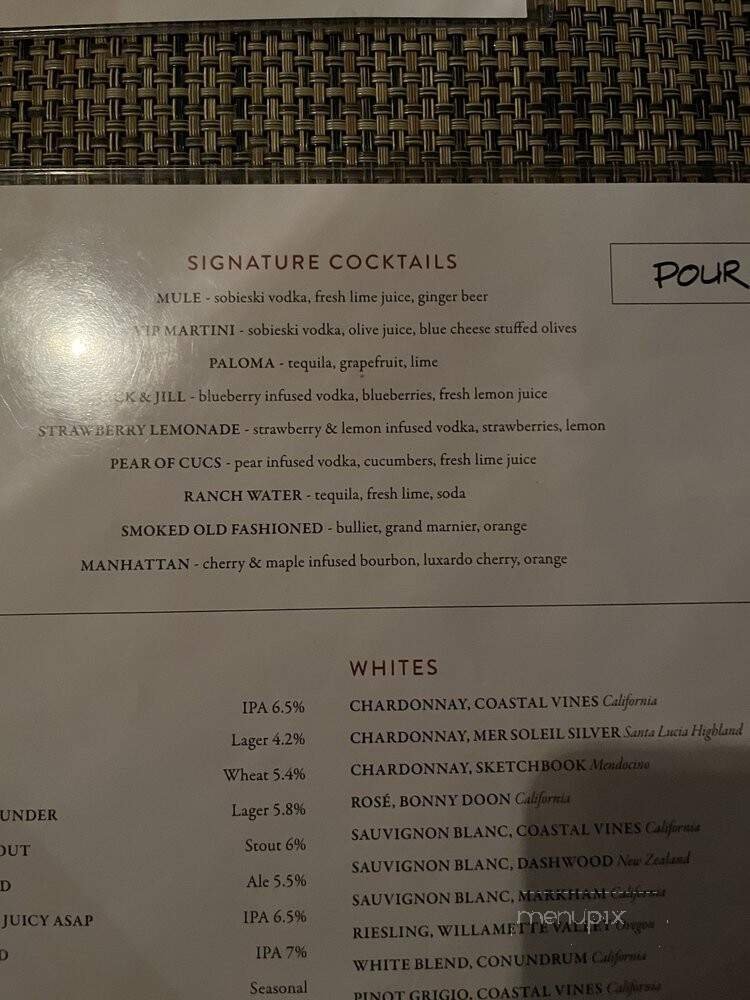 SIGNATURE COCKTAILS
POUR
MULE - sobieski vodka, fresh lime juice, ginger beer
VIP MARTINI - sobieski vodka, olive juice, blue cheese stuffed olives
PALOMA - tequila, grapefruit, lime
CK & JILL - blueberry infused vodka, blueberries, fresh lemon juice
STRAWBERRY LEMONADE - strawberry & lemon infused vodka, strawberries, lemon
PEAR OF CUCS - pear infused vodka, cucumbers, fresh lime juice
RANCH WATER - tequila, fresh lime, soda
SMOKED OLD FASHIONED - bulliet, grand marnier, orange
MANHATTAN - cherry & maple infused bourbon, luxardo cherry, orange
IPA 6.5%
Lager 4.2%
Wheat 5.4%
UNDER Lager 5.8%
OUT Stout 6%
D Ale 5.5%
JUICY ASAP IPA 6.5%
D IPA 7%
Seasonal
WHITES
CHARDONNAY, COASTAL VINES California
CHARDONNAY, MER SOLEIL SILVER Santa Lucia Highland
CHARDONNAY, SKETCHBOOK Mendocino
ROSÉ, BONNY DOON California
SAUVIGNON BLANC, COASTAL VINES California
SAUVIGNON BLANC, DASHWOOD New Zealand
SAUVIGNON BLANC, MARKHAM California
RIESLING, WILLAMETTE VALLEY Oregon
WHITE BLEND, CONUNDRUM California
PINOT GRIGIO, COASTAL VINES California
menupix